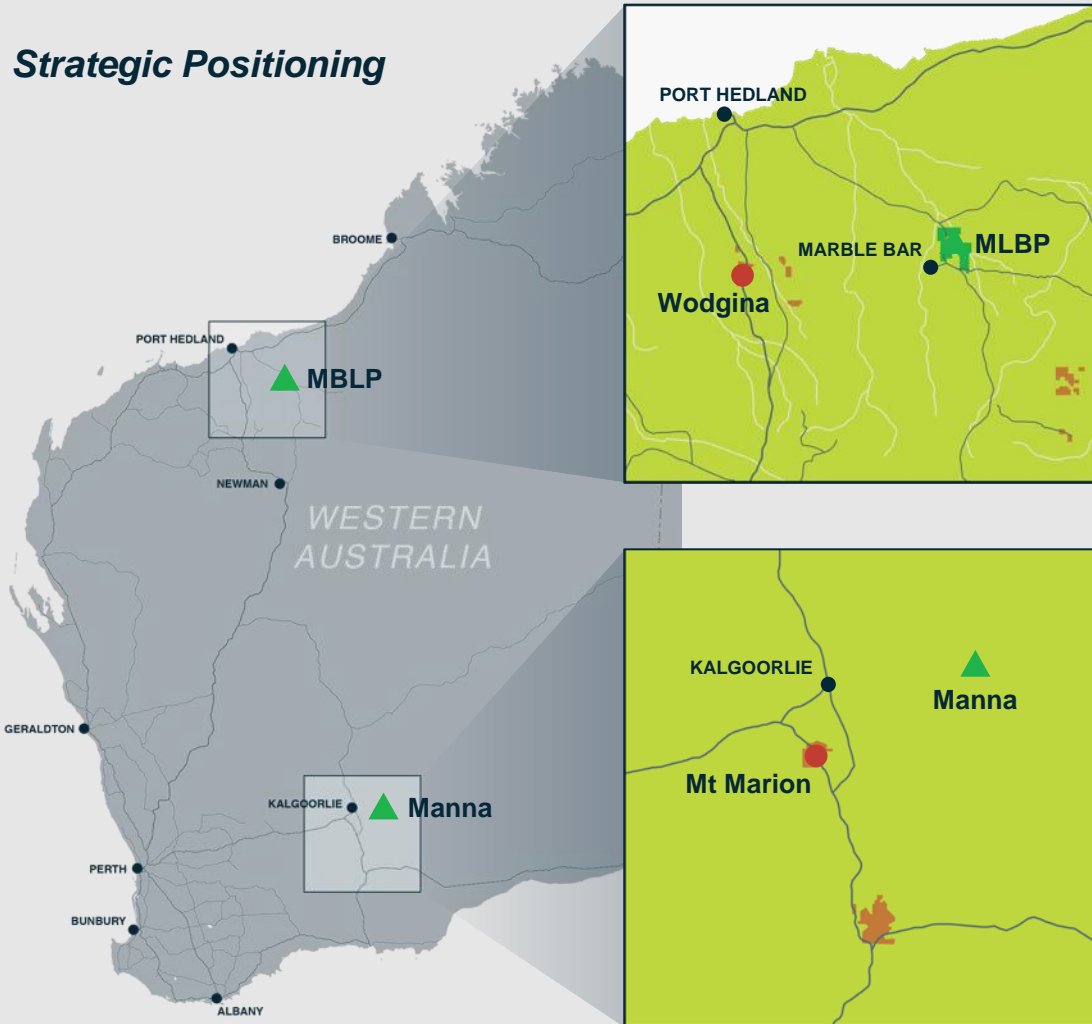 Strategic Positioning
BROOME
PORT HEDLAND
MBLP
NEWMAN
WESTERN
AUSTRALIA
GERALDTON
KALGOORLIE
Manna
PERTH
BUNBURY
ALBANY
PORT HEDLAND
MARBLE BAR
MLBP
Wodgina
KALGOORLIE
Manna
Mt Marion